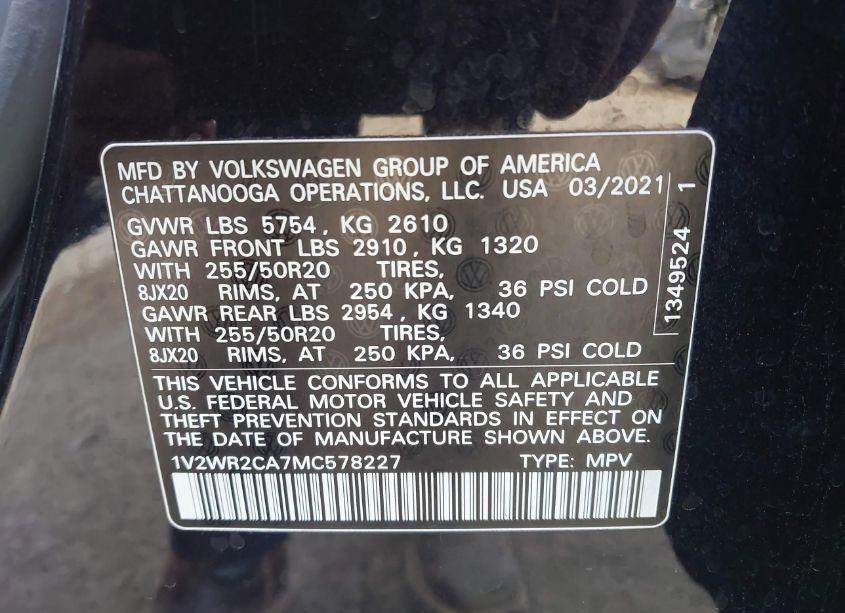 MFD BY VOLKSWAGEN GROUP OF AMERICA
CHATTANOOGA OPERATIONS, LLC. USA 03/2021
GVWR LBS 5754, KG 2610
GAWR FRONT LBS 2910, KG 1320
WITH 255/50R20 TIRES,
8JX20 RIMS, AT 250 KPA, 36 PSI COLD
GAWR REAR LBS 2954, KG 1340
WITH 255/50R20 TIRES,
8JX20 RIMS, AT 250 KPA, 36 PSI COLD
1349524 1
THIS VEHICLE CONFORMS TO ALL APPLICABLE
U.S. FEDERAL MOTOR VEHICLE SAFETY AND
THEFT PREVENTION STANDARDS IN EFFECT ON
THE DATE OF MANUFACTURE SHOWN ABOVE.
1V2WR2CA7MC578227 TYPE: MPV